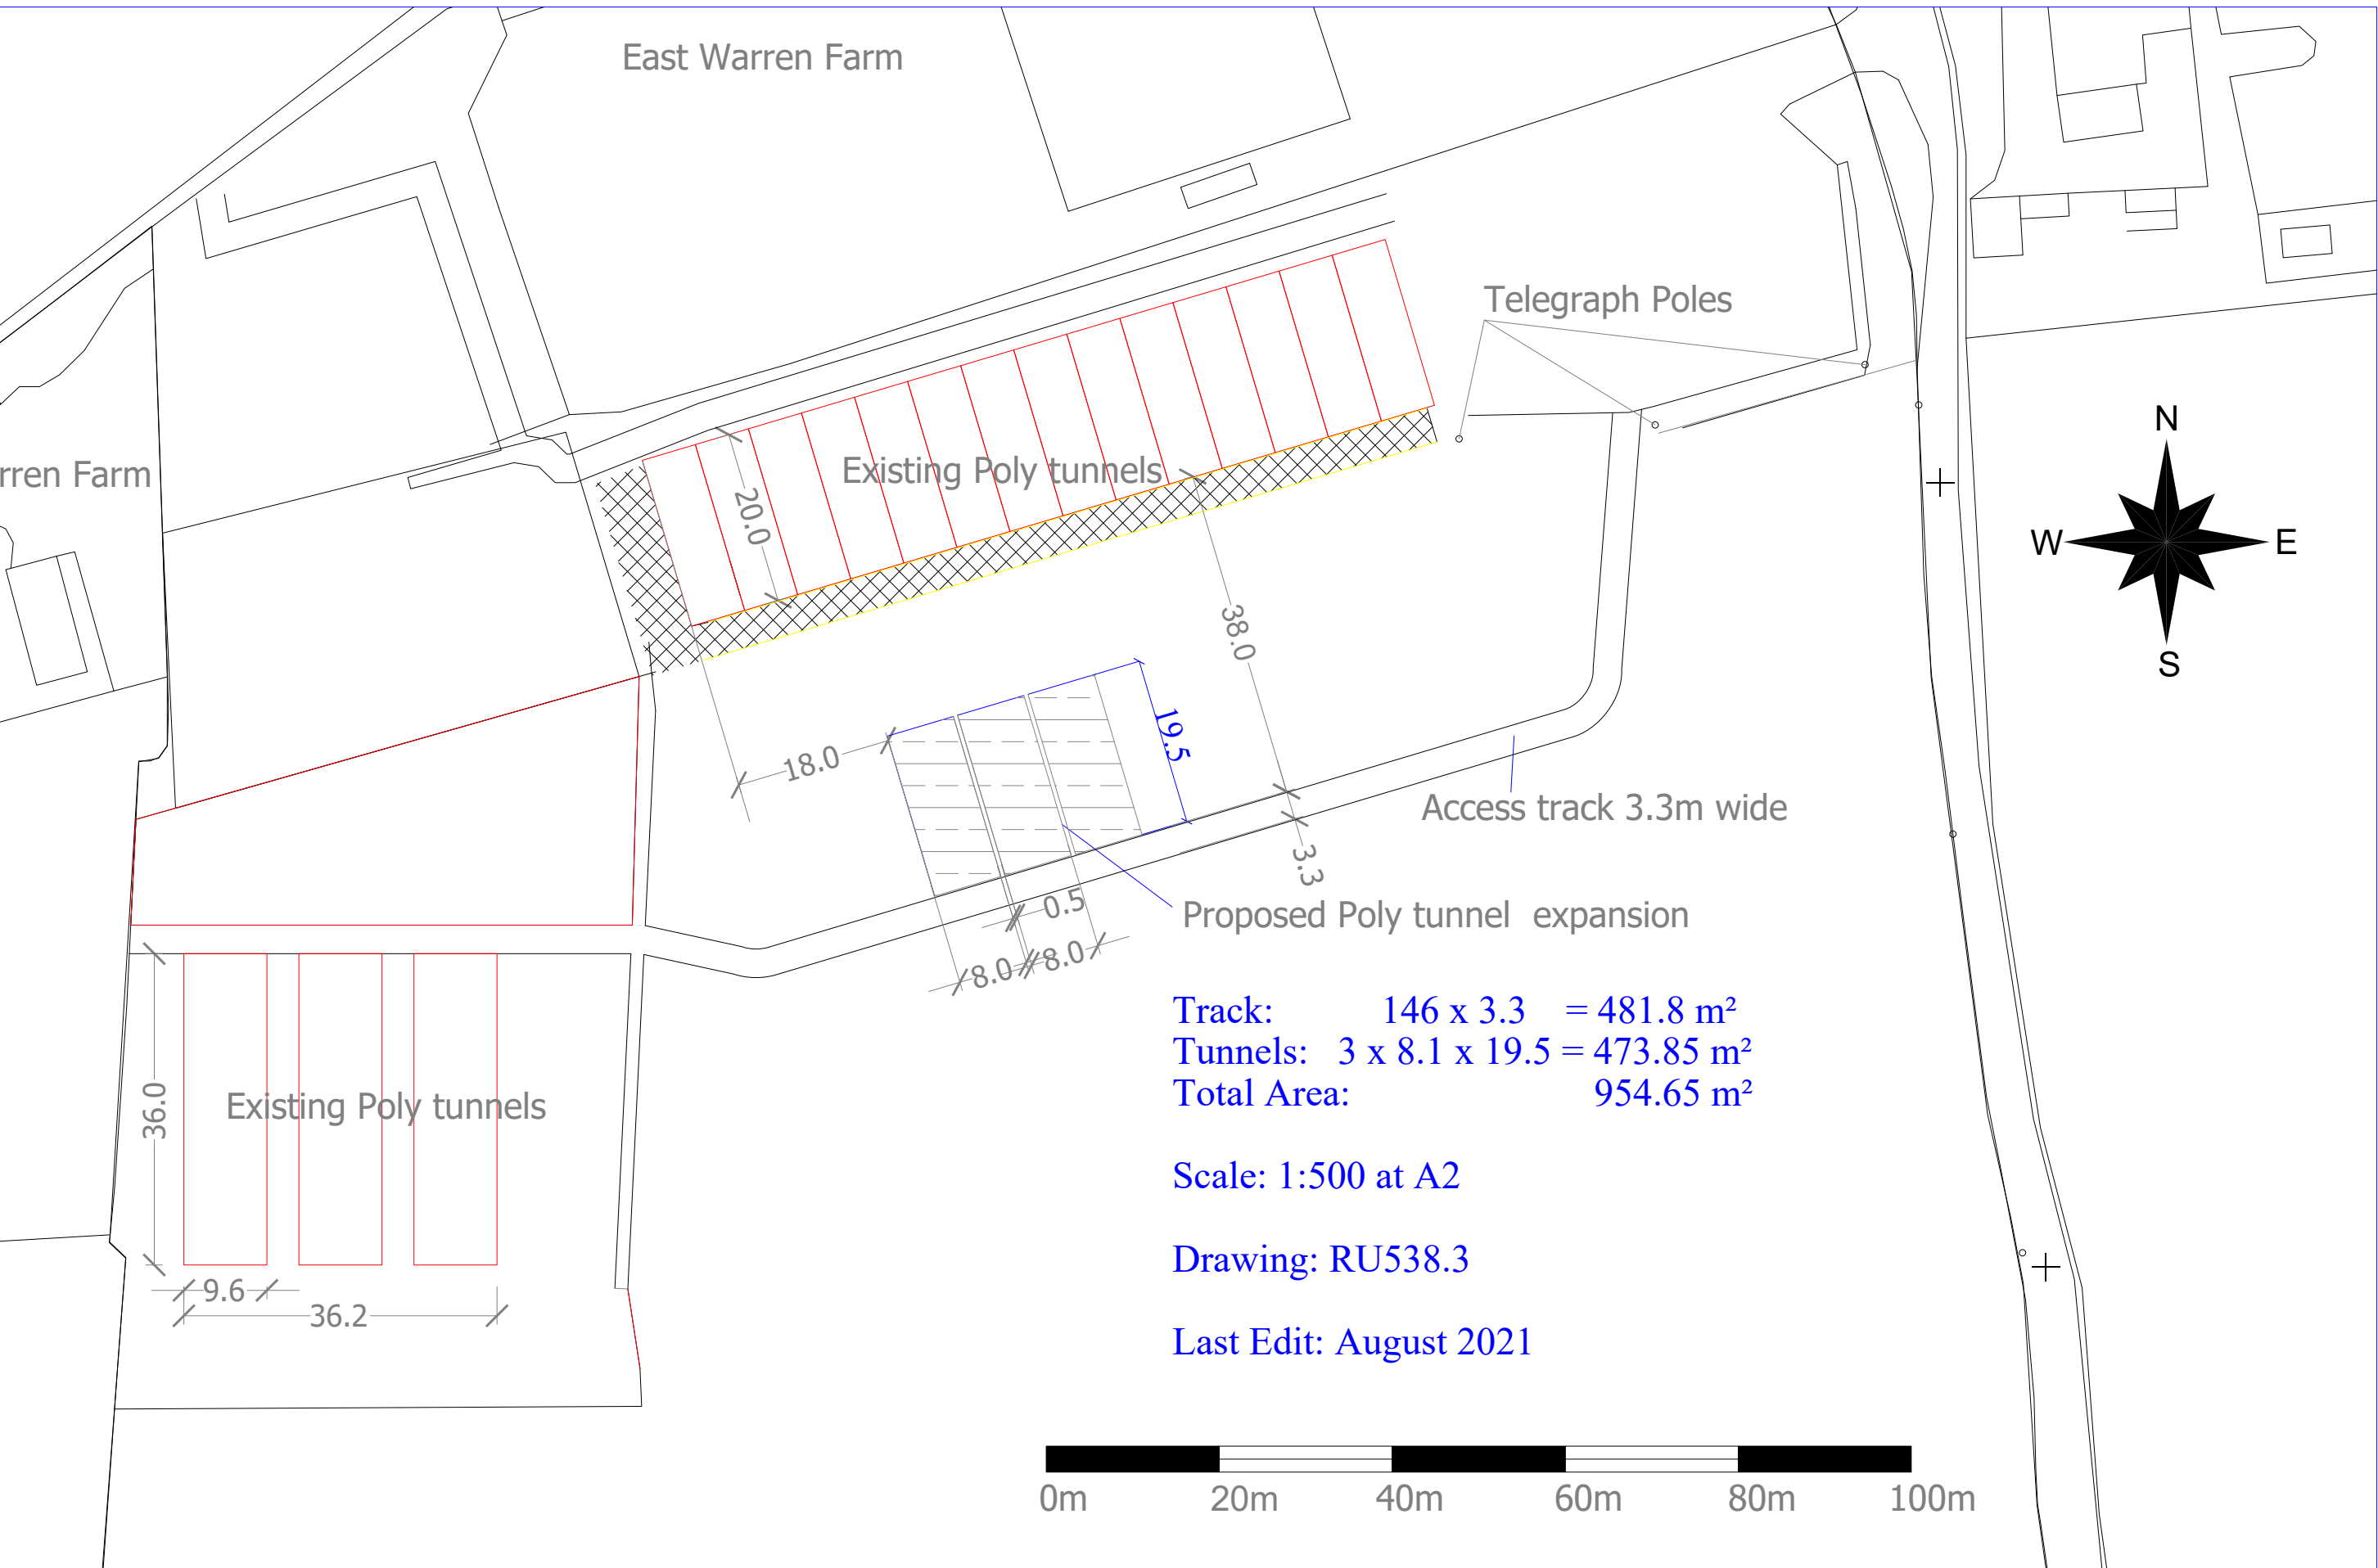 East Warren Farm
Telegraph Poles
N
rren Farm
Existing Poly tunnels
20.0
W
E
38.0
S
19.5
18.0
Access track 3.3m wide
3.3
0.5
Proposed Poly tunnel  expansion
8.0
8.0
Track: 146 x 3.3 = 481.8 m²
Tunnels: 3 x 8.1 x 19.5 = 473.85 m²
Total Area: 954.65 m²
36.0
Existing Poly tunnels
Scale: 1:500 at A2
Drawing: RU538.3
9.6
36.2
Last Edit: August 2021
0m 20m 40m 60m 80m 100m